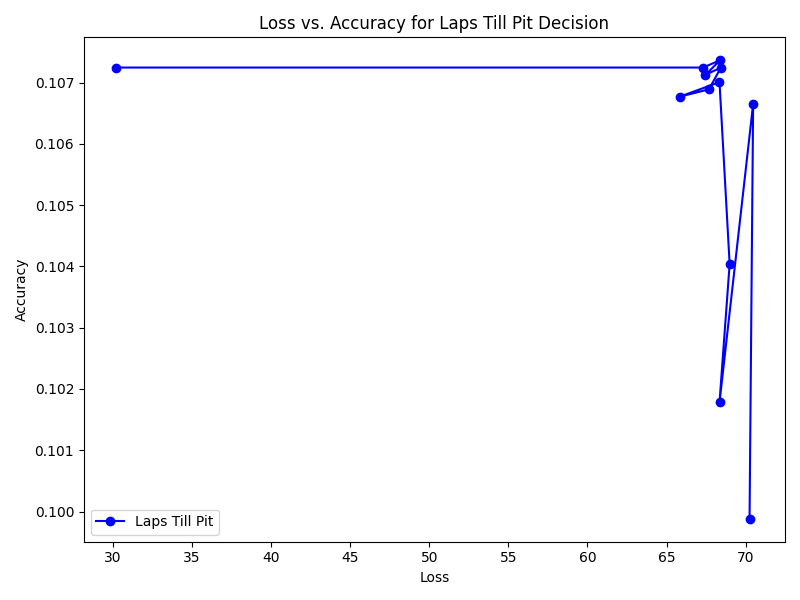 Loss vs. Accuracy for Laps Till Pit Decision
0.107
0.106
0.105
0.104
0.103
0.102
0.101
0.100
Accuracy
Laps Till Pit
30 35 40 45 50 55 60 65 70
Loss